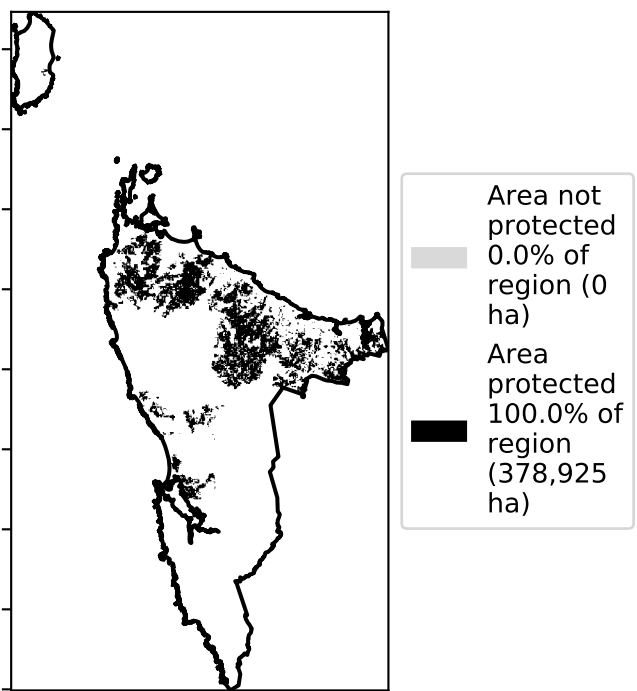 Area not
protected
0.0% of
region (0
ha)
Area
protected
100.0% of
region
(378,925
ha)